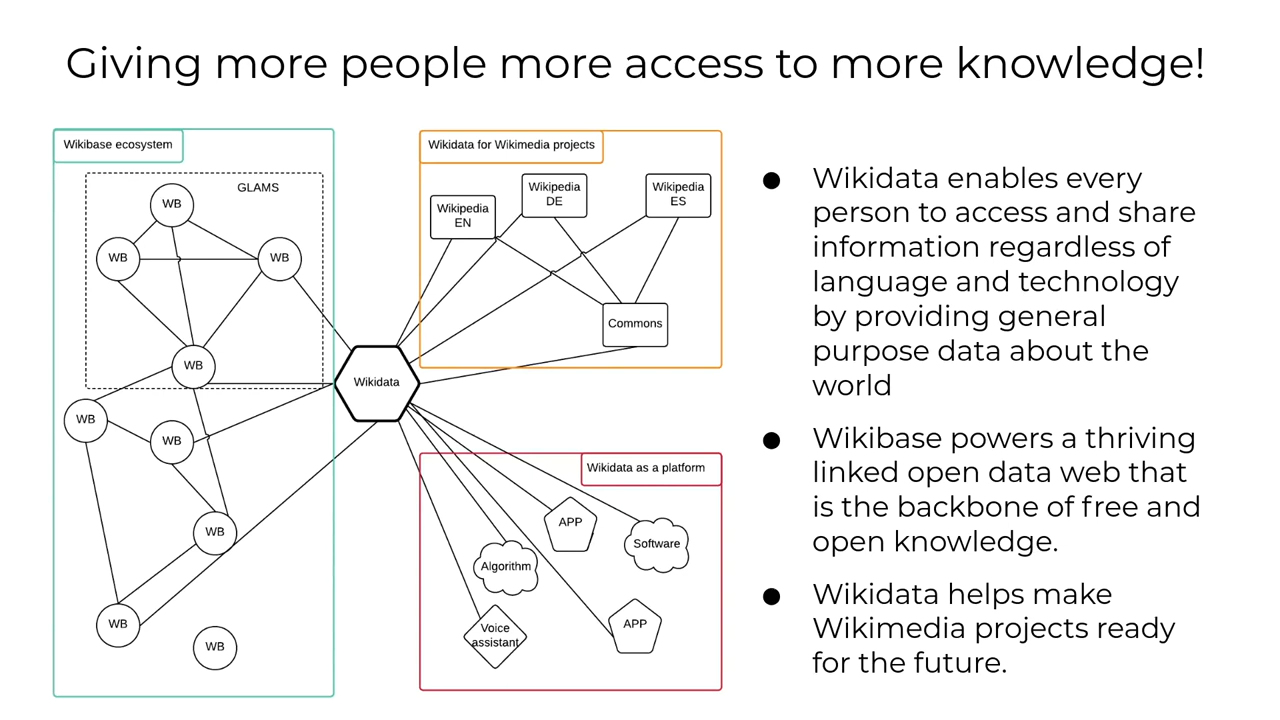 Giving more people more access to more knowledge!
Wikibase ecosystem
GLAMS
WB
WB
WB
WB
WB
WB
WB
WB
WB
Wikidata
Wikidata for Wikimedia projects
Wikipedia
EN
Wikipedia
DE
Wikipedia
ES
Commons
Wikidata as a platform
APP
Software
Algorithm
Voice
assistant
APP
● Wikidata enables every
person to access and share
information regardless of
language and technology
by providing general
purpose data about the
world
● Wikibase powers a thriving
linked open data web that
is the backbone of free and
open knowledge.
● Wikidata helps make
Wikimedia projects ready
for the future.